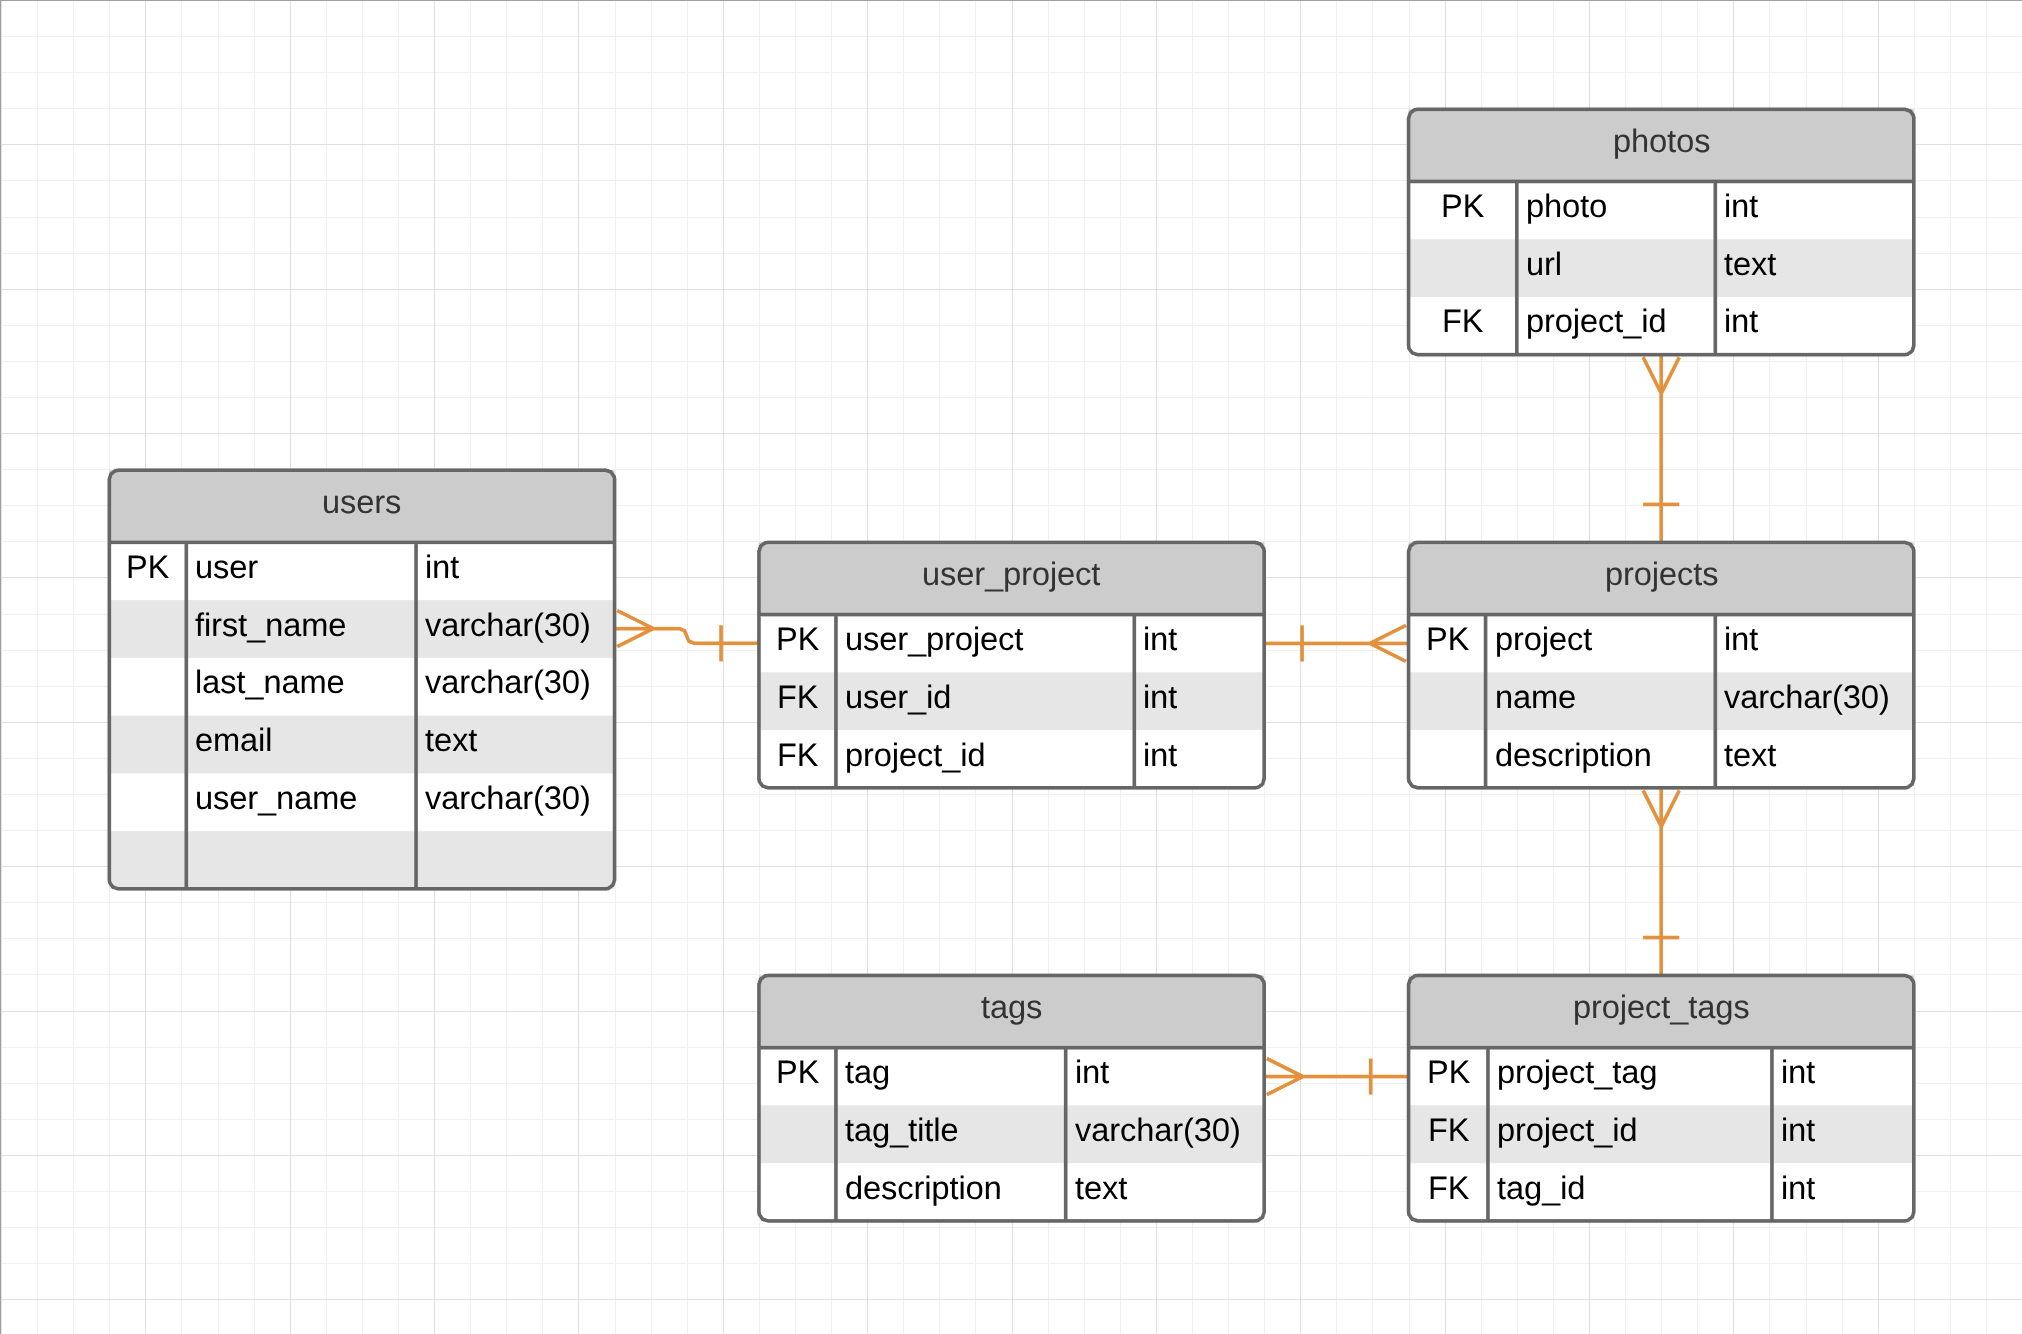 photos
PK photo int
url text
FK project_id int
users
PK user int
first_name varchar(30)
last_name varchar(30)
email text
user_name varchar(30)
user_project
PK user_project int
FK user_id int
FK project_id int
projects
PK project int
name varchar(30)
description text
tags
PK tag int
tag_title varchar(30)
description text
project_tags
PK project_tag int
FK project_id int
FK tag_id int